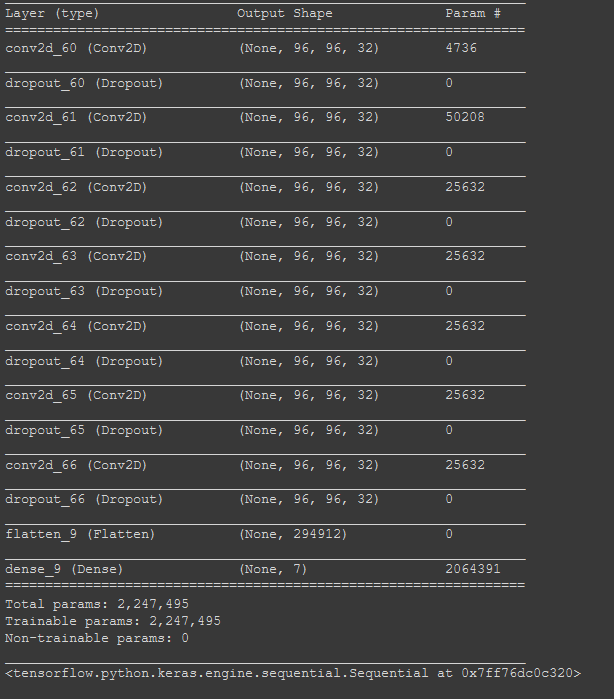 Layer (type) Output Shape Param #
=================================================================
conv2d_60 (Conv2D) (None, 96, 96, 32) 4736
dropout_60 (Dropout) (None, 96, 96, 32) 0
conv2d_61 (Conv2D) (None, 96, 96, 32) 50208
dropout_61 (Dropout) (None, 96, 96, 32) 0
conv2d_62 (Conv2D) (None, 96, 96, 32) 25632
dropout_62 (Dropout) (None, 96, 96, 32) 0
conv2d_63 (Conv2D) (None, 96, 96, 32) 25632
dropout_63 (Dropout) (None, 96, 96, 32) 0
conv2d_64 (Conv2D) (None, 96, 96, 32) 25632
dropout_64 (Dropout) (None, 96, 96, 32) 0
conv2d_65 (Conv2D) (None, 96, 96, 32) 25632
dropout_65 (Dropout) (None, 96, 96, 32) 0
conv2d_66 (Conv2D) (None, 96, 96, 32) 25632
dropout_66 (Dropout) (None, 96, 96, 32) 0
flatten_9 (Flatten) (None, 294912) 0
dense_9 (Dense) (None, 7) 2064391
=================================================================
Total params: 2,247,495
Trainable params: 2,247,495
Non-trainable params: 0
<tensorflow.python.keras.engine.sequential.Sequential at 0x7ff76dc0c320>